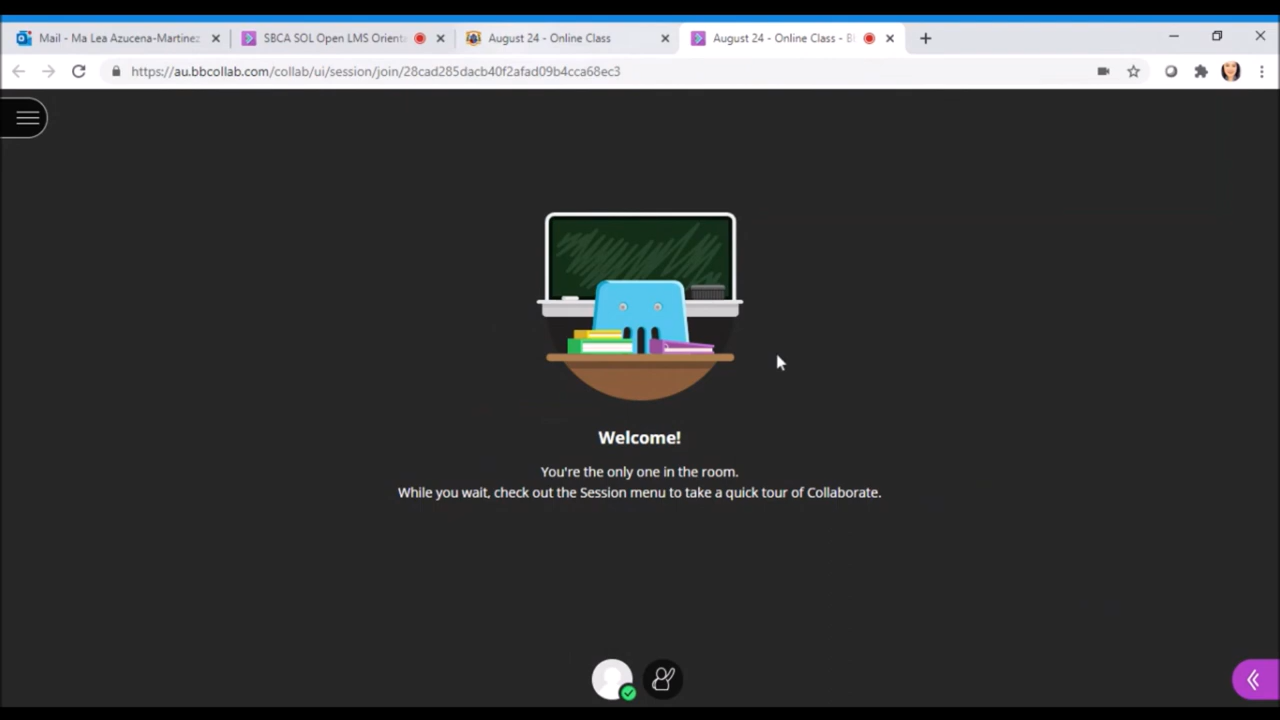 Mail - Ma Lea Azucena-Martinez
SBCA SOL Open LMS Orient
August 24 - Online Class
August 24 - Online Class - B
https://au.bbcollab.com/collab/ui/session/join/28cad285dacb40f2afad09b4cca68ec3
Welcome!
You're the only one in the room.
While you wait, check out the Session menu to take a quick tour of Collaborate.